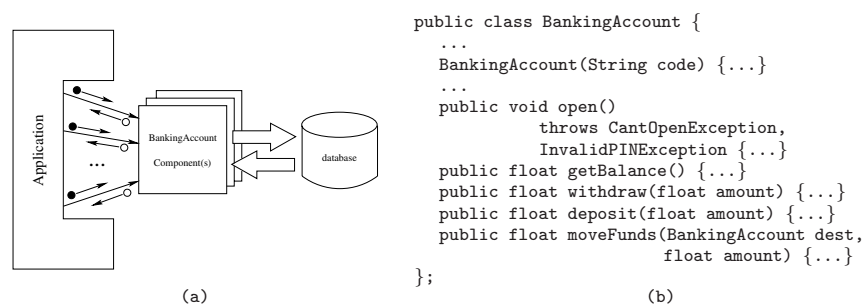 Application
BankingAccount
Component(s)
...
database
(a)
public class BankingAccount {
...
BankingAccount(String code) {...}
...
public void open()
throws CantOpenException,
InvalidPINException {...}
public float getBalance() {...}
public float withdraw(float amount) {...}
public float deposit(float amount) {...}
public float moveFunds(BankingAccount dest,
float amount) {...}
};
(b)